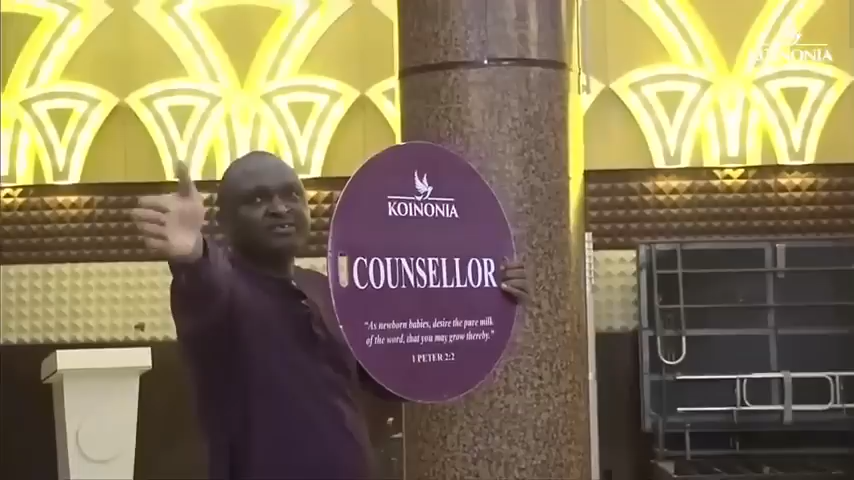 KOINONIA
KOINONIA
COUNSELLOR
"As newborn babies, desire the pure milk
of the word, that you may grow thereby."
1 PETER 2:2